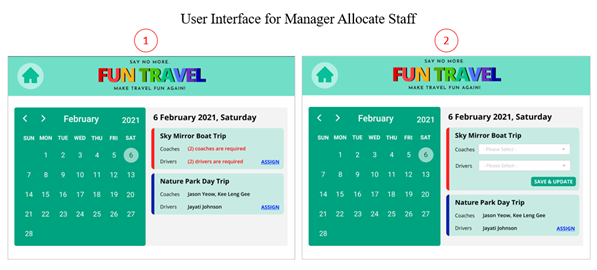 User Interface for Manager Allocate Staff
1
SAY NO MORE.
FUN TRAVEL
MAKE TRAVEL FUN AGAIN!
February 2021
SUN MON TUE WED THU FRI SAT
1 2 3 4 5 6
7 8 9 10 11 12 13
14 15 16 17 18 19 20
21 22 23 24 25 26 27
28
6 February 2021, Saturday
Sky Mirror Boat Trip
Coaches (2) coaches are required
Drivers (2) drivers are required ASSIGN
Nature Park Day Trip
Coaches Jason Yeow, Kee Leng Gee
Drivers Jayati Johnson ASSIGN
2
SAY NO MORE.
FUN TRAVEL
MAKE TRAVEL FUN AGAIN!
February 2021
SUN MON TUE WED THU FRI SAT
1 2 3 4 5 6
7 8 9 10 11 12 13
14 15 16 17 18 19 20
21 22 23 24 25 26 27
28
6 February 2021, Saturday
Sky Mirror Boat Trip
Coaches Please Select
Drivers Please Select
SAVE & UPDATE
Nature Park Day Trip
Coaches Jason Yeow, Kee Leng Gee
Drivers Jayati Johnson ASSIGN